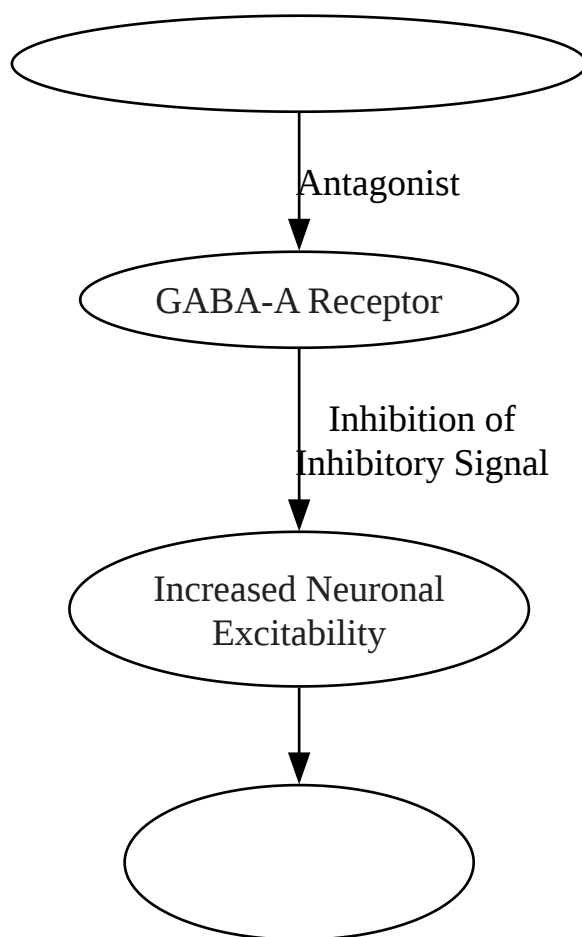 Antagonist
GABA-A Receptor
Inhibition of
Inhibitory Signal
Increased Neuronal
Excitability